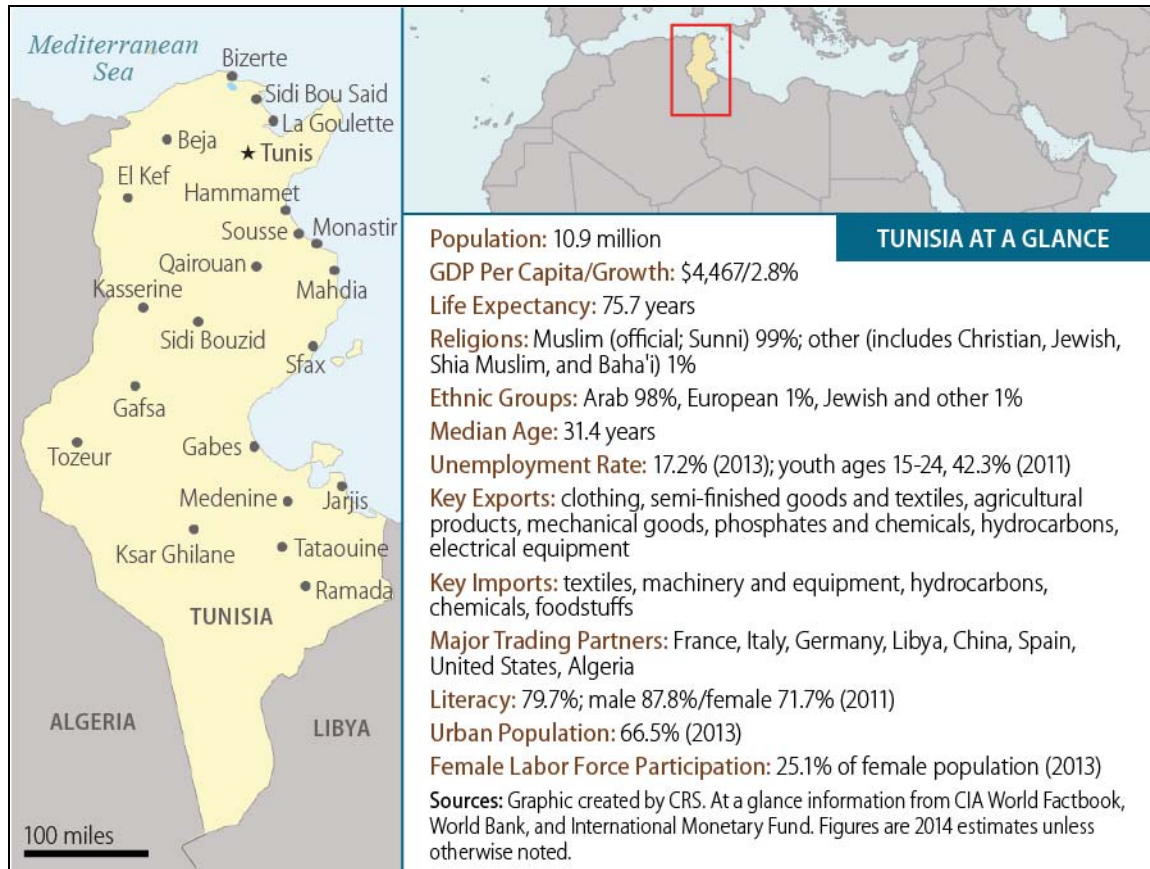 Mediterranean
Sea
Bizerte
Sidi Bou Said
La Goulette
Beja
Tunis
El Kef
Hammamet
Sousse
Monastir
Qairouan
Mahdia
Kasserine
Sidi Bouzid
Sfax
Gafsa
Tozeur
Gabes
Medenine
Jarjis
Ksar Ghilane
Tataouine
Ramada
TUNISIA
ALGERIA
LIBYA
100 miles
TUNISIA AT A GLANCE
Population: 10.9 million
GDP Per Capita/Growth: $4,467/2.8%
Life Expectancy: 75.7 years
Religions: Muslim (official; Sunni) 99%; other (includes Christian, Jewish,
Shia Muslim, and Baha'i) 1%
Ethnic Groups: Arab 98%, European 1%, Jewish and other 1%
Median Age: 31.4 years
Unemployment Rate: 17.2% (2013); youth ages 15-24, 42.3% (2011)
Key Exports: clothing, semi-finished goods and textiles, agricultural
products, mechanical goods, phosphates and chemicals, hydrocarbons,
electrical equipment
Key Imports: textiles, machinery and equipment, hydrocarbons,
chemicals, foodstuffs
Major Trading Partners: France, Italy, Germany, Libya, China, Spain,
United States, Algeria
Literacy: 79.7%; male 87.8%/female 71.7% (2011)
Urban Population: 66.5% (2013)
Female Labor Force Participation: 25.1% of female population (2013)
Sources: Graphic created by CRS. At a glance information from CIA World Factbook,
World Bank, and International Monetary Fund. Figures are 2014 estimates unless
otherwise noted.